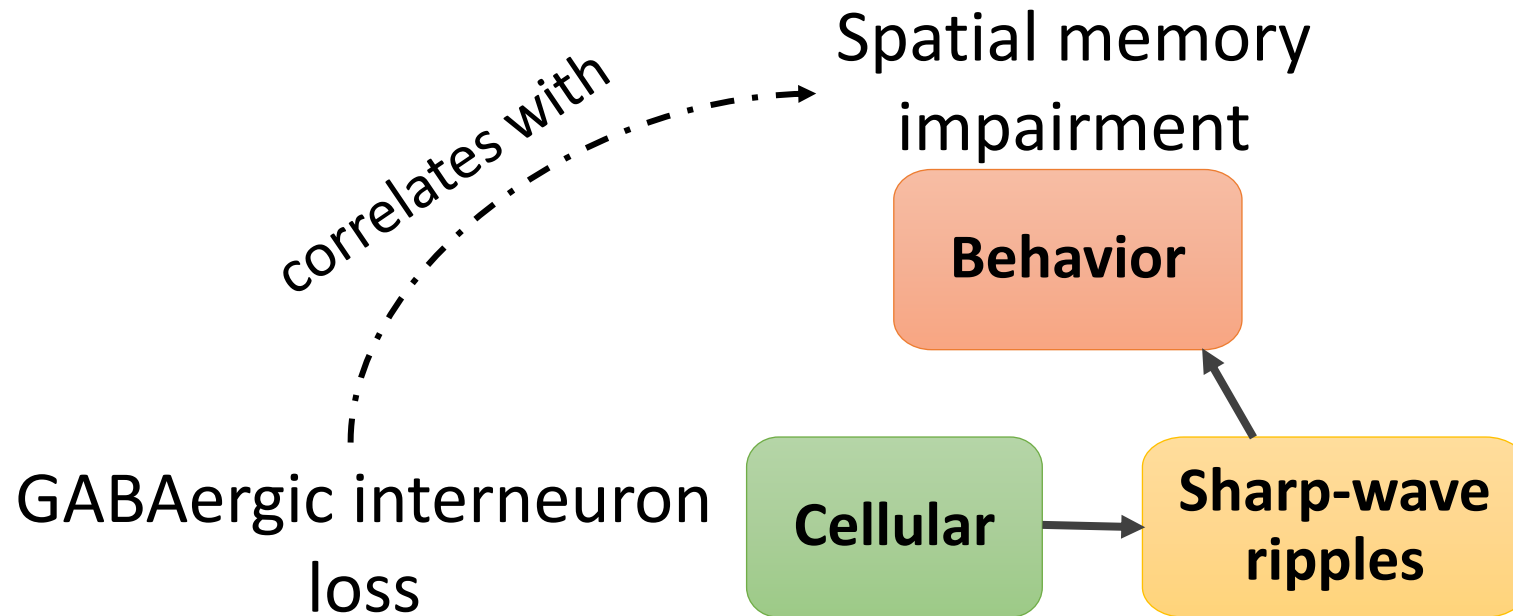 Spatial memory
impairment
correlates with
Behavior
GABAergic interneuron
loss
Cellular
Sharp-wave
ripples